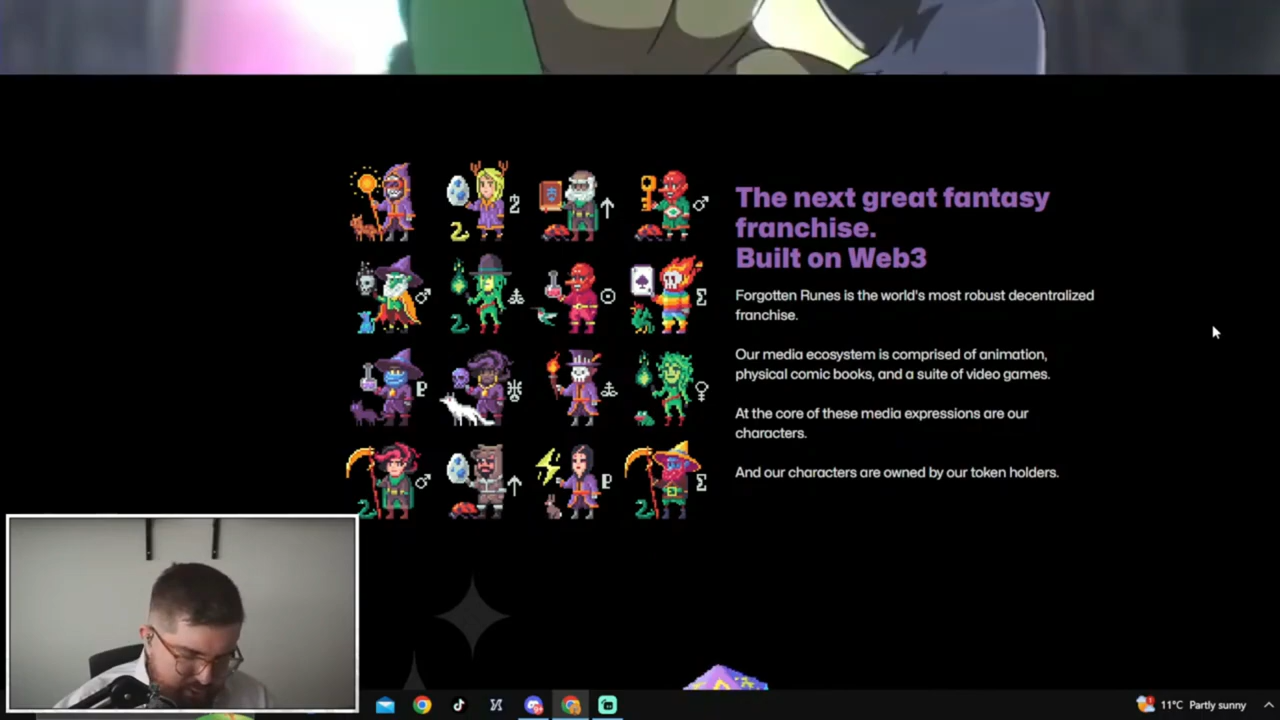 The next great fantasy
franchise.
Built on Web3
Forgotten Runes is the world's most robust decentralized
franchise.
Our media ecosystem is comprised of animation,
physical comic books, and a suite of video games.
At the core of these media expressions are our
characters.
And our characters are owned by our token holders.
11°C Partly sunny